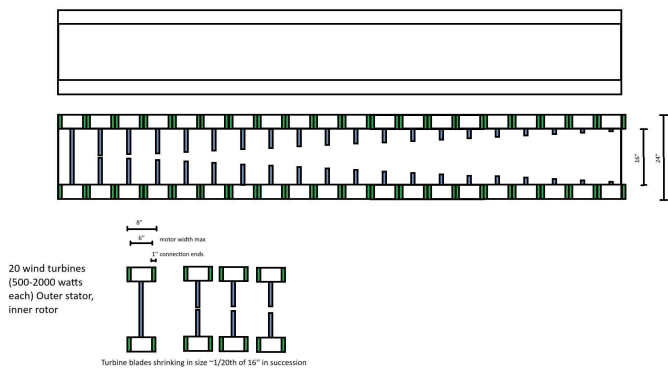 16"
24"
8"
6"
motor width max
1" connection ends
20 wind turbines
(500-2000 watts
each) Outer stator,
inner rotor
Turbine blades shrinking in size ~1/20th of 16" in succession